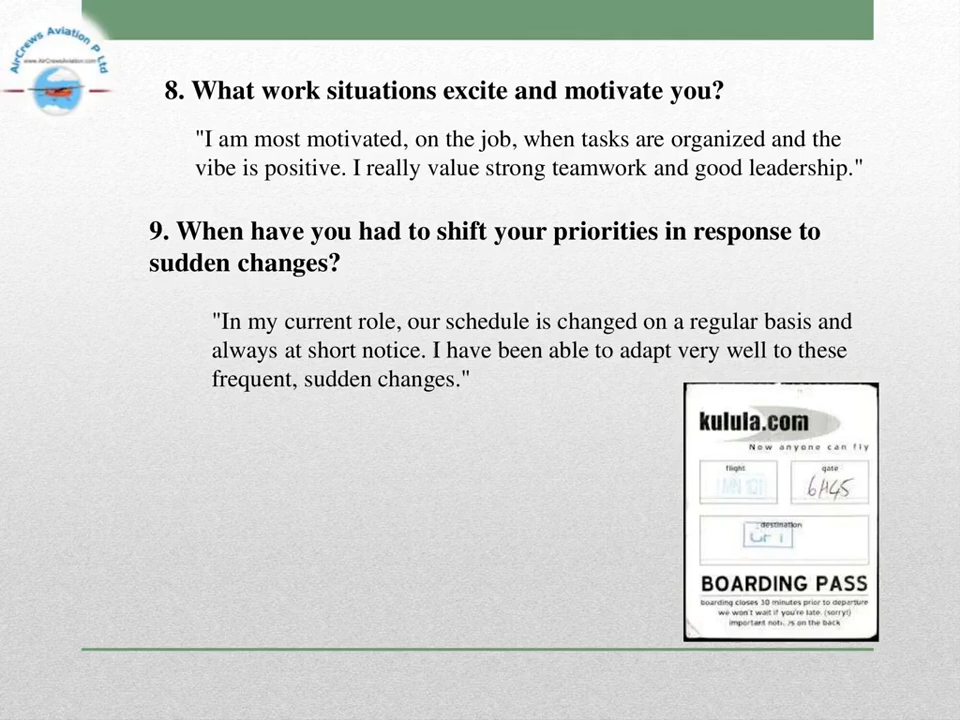 AirCrews Aviation P Ltd
www.AirCrewsAviation.com
8. What work situations excite and motivate you?
"I am most motivated, on the job, when tasks are organized and the
vibe is positive. I really value strong teamwork and good leadership."
9. When have you had to shift your priorities in response to
sudden changes?
"In my current role, our schedule is changed on a regular basis and
always at short notice. I have been able to adapt very well to these
frequent, sudden changes."
kulula.com
Now anyone can fly
flight
gate
6H45
destination
BOARDING PASS
boarding closes 30 minutes prior to departure
we won't wait if you're late. (sorry!)
important is on the back